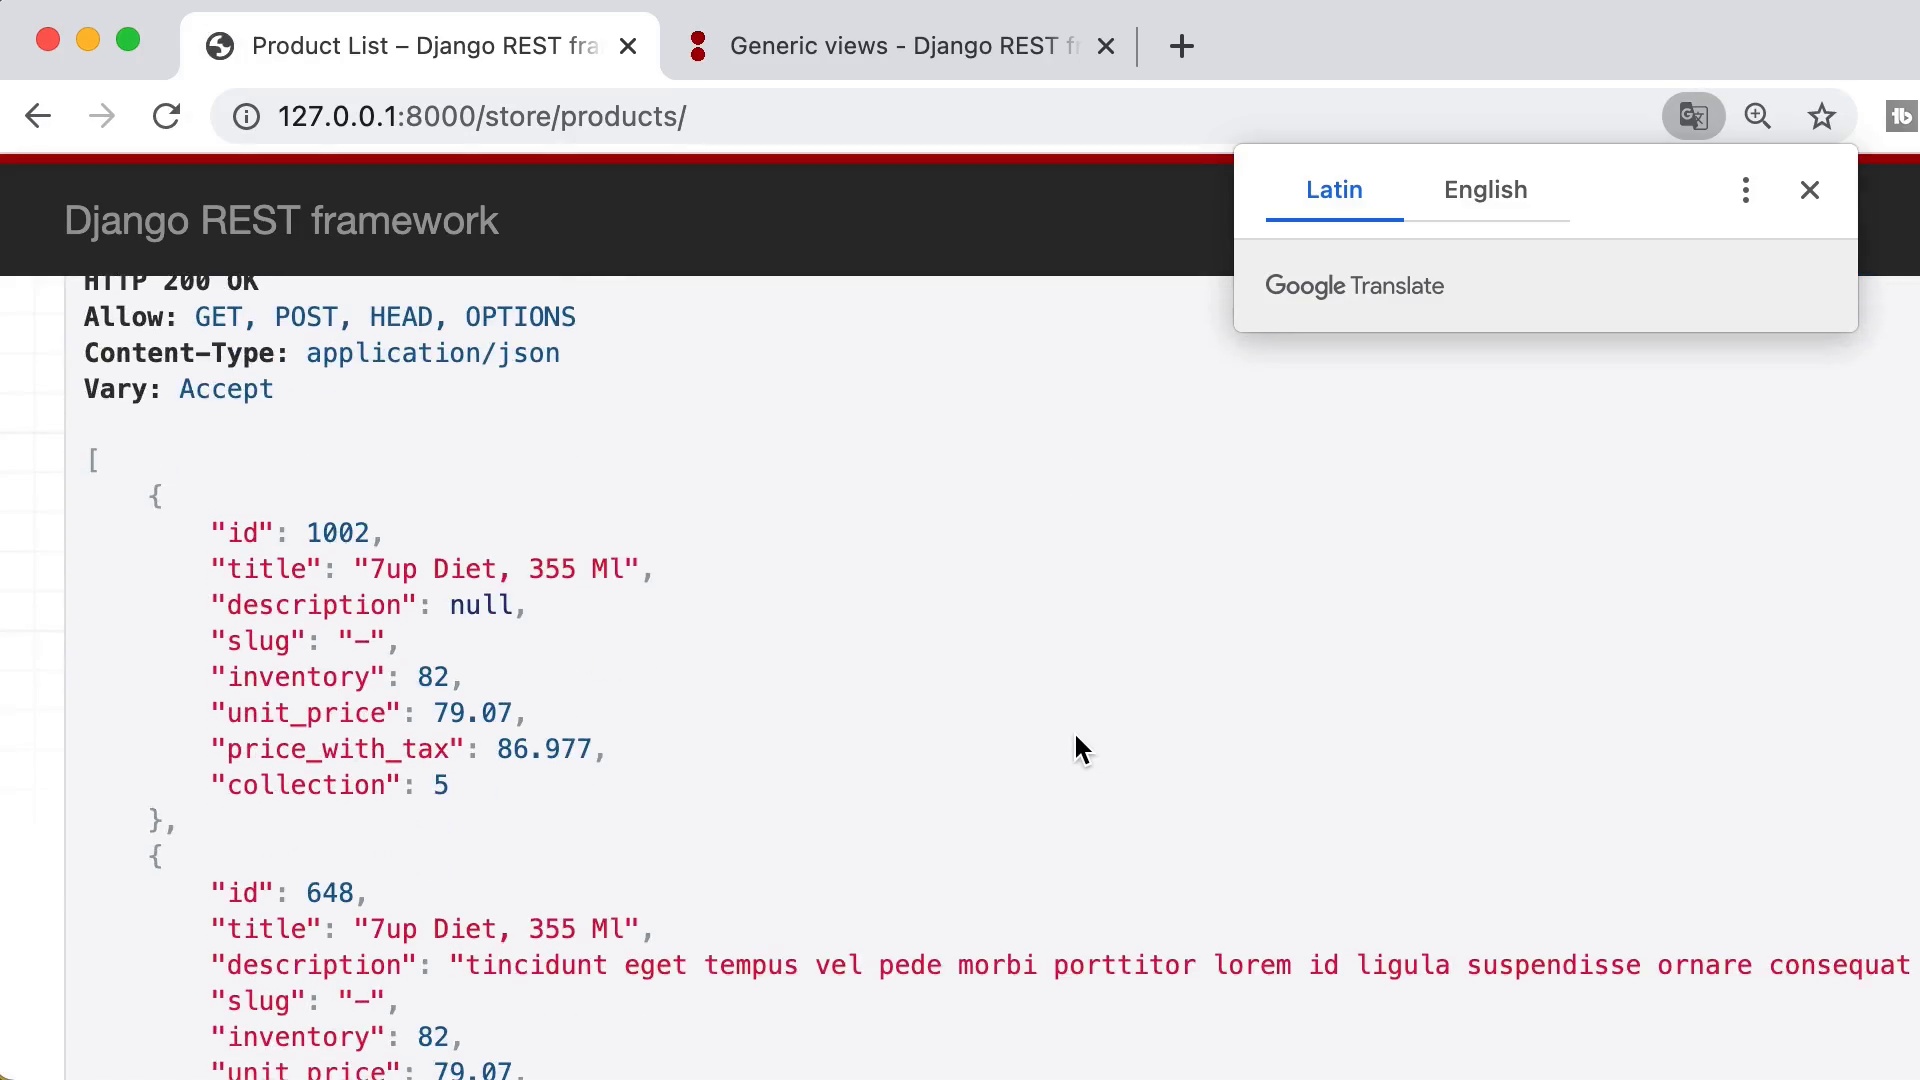 Product List – Django REST fra
Generic views - Django REST f
127.0.0.1:8000/store/products/
Latin
English
Google Translate
Django REST framework
HTTP 200 OK
Allow: GET, POST, HEAD, OPTIONS
Content-Type: application/json
Vary: Accept
[
{
"id": 1002,
"title": "7up Diet, 355 Ml",
"description": null,
"slug": "-",
"inventory": 82,
"unit_price": 79.07,
"price_with_tax": 86.977,
"collection": 5
},
{
"id": 648,
"title": "7up Diet, 355 Ml",
"description": "tincidunt eget tempus vel pede morbi porttitor lorem id ligula suspendisse ornare consequat
"slug": "-",
"inventory": 82,
"unit_price": 79.07,